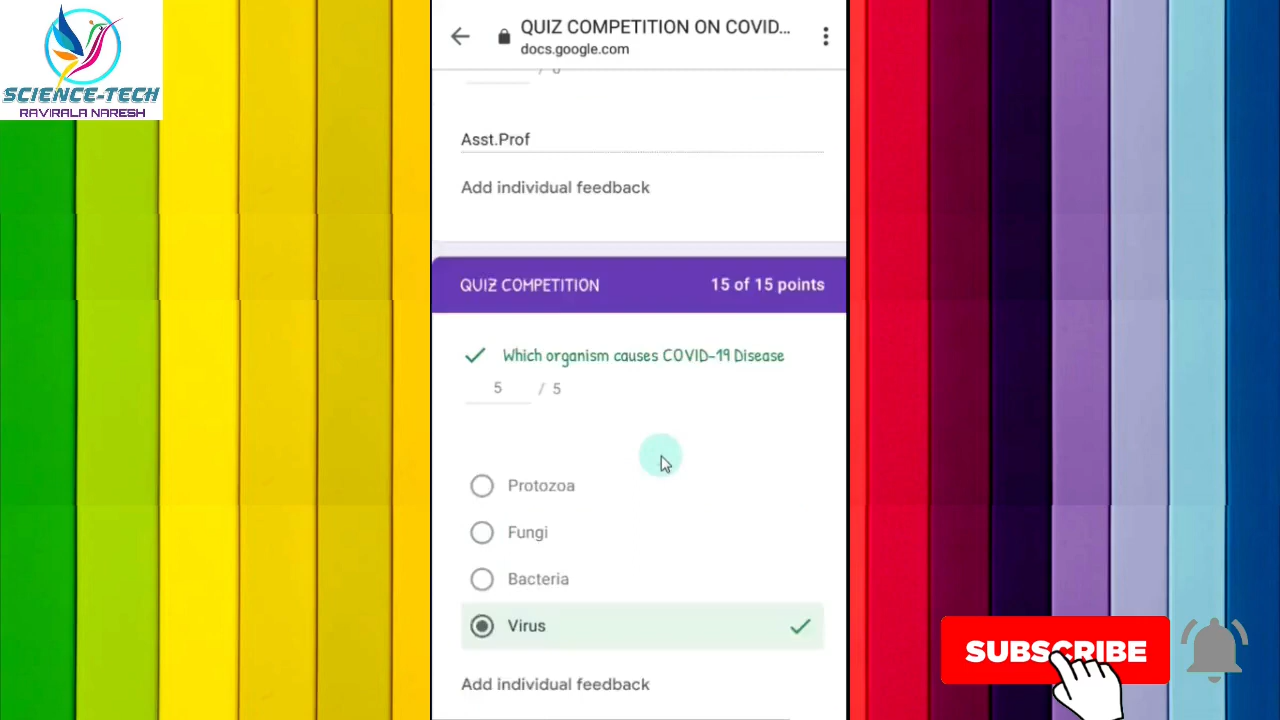 SCIENCE-TECH
RAVIRALA NARESH
QUIZ COMPETITION ON COVID...
docs.google.com
Asst.Prof
Add individual feedback
QUIZ COMPETITION 15 of 15 points
Which organism causes COVID-19 Disease
5 / 5
Protozoa
Fungi
Bacteria
Virus
Add individual feedback
SUBSCRIBE